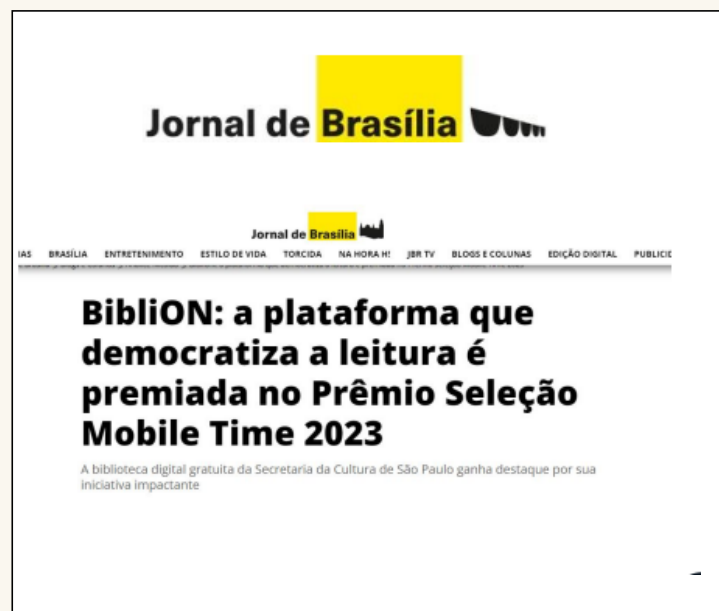 Jornal de Brasília
Jornal de Brasília
IAS BRASÍLIA ENTRETENIMENTO ESTILO DE VIDA TORCIDA NA HORA H! JBR TV BLOGS E COLUNAS EDIÇÃO DIGITAL PUBLICID
BibliON: a plataforma que
democratiza a leitura é
premiada no Prêmio Seleção
Mobile Time 2023
A biblioteca digital gratuita da Secretaria da Cultura de São Paulo ganha destaque por sua
iniciativa impactante